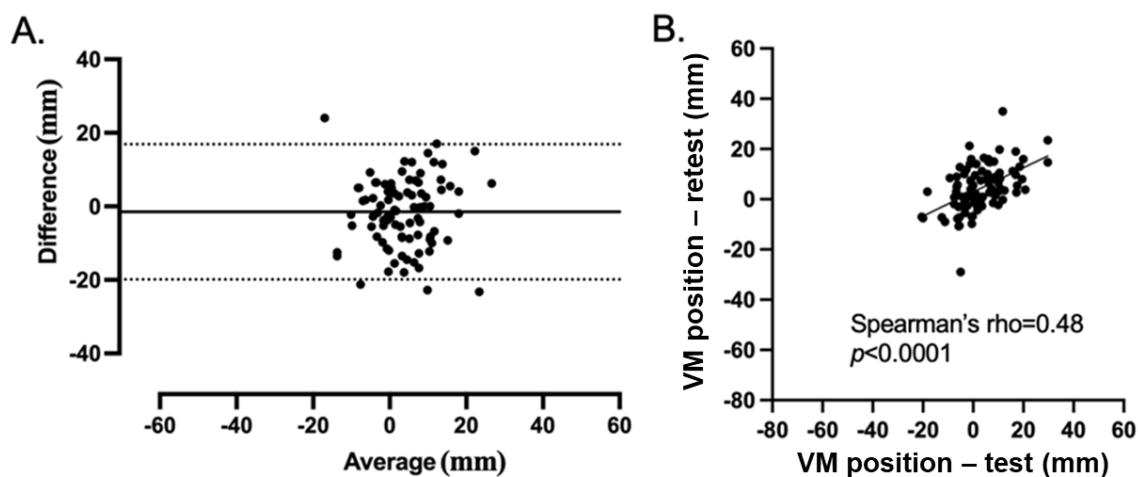 A.
Difference (mm)
40
20
0
-20
-40
-60 -40 -20 0 20 40 60
Average (mm)
B.
VM position – retest (mm)
60
40
20
0
-20
-40
-60
-80
Spearman's rho=0.48
p<0.0001
-80 -60 -40 -20 0 20 40 60
VM position – test (mm)